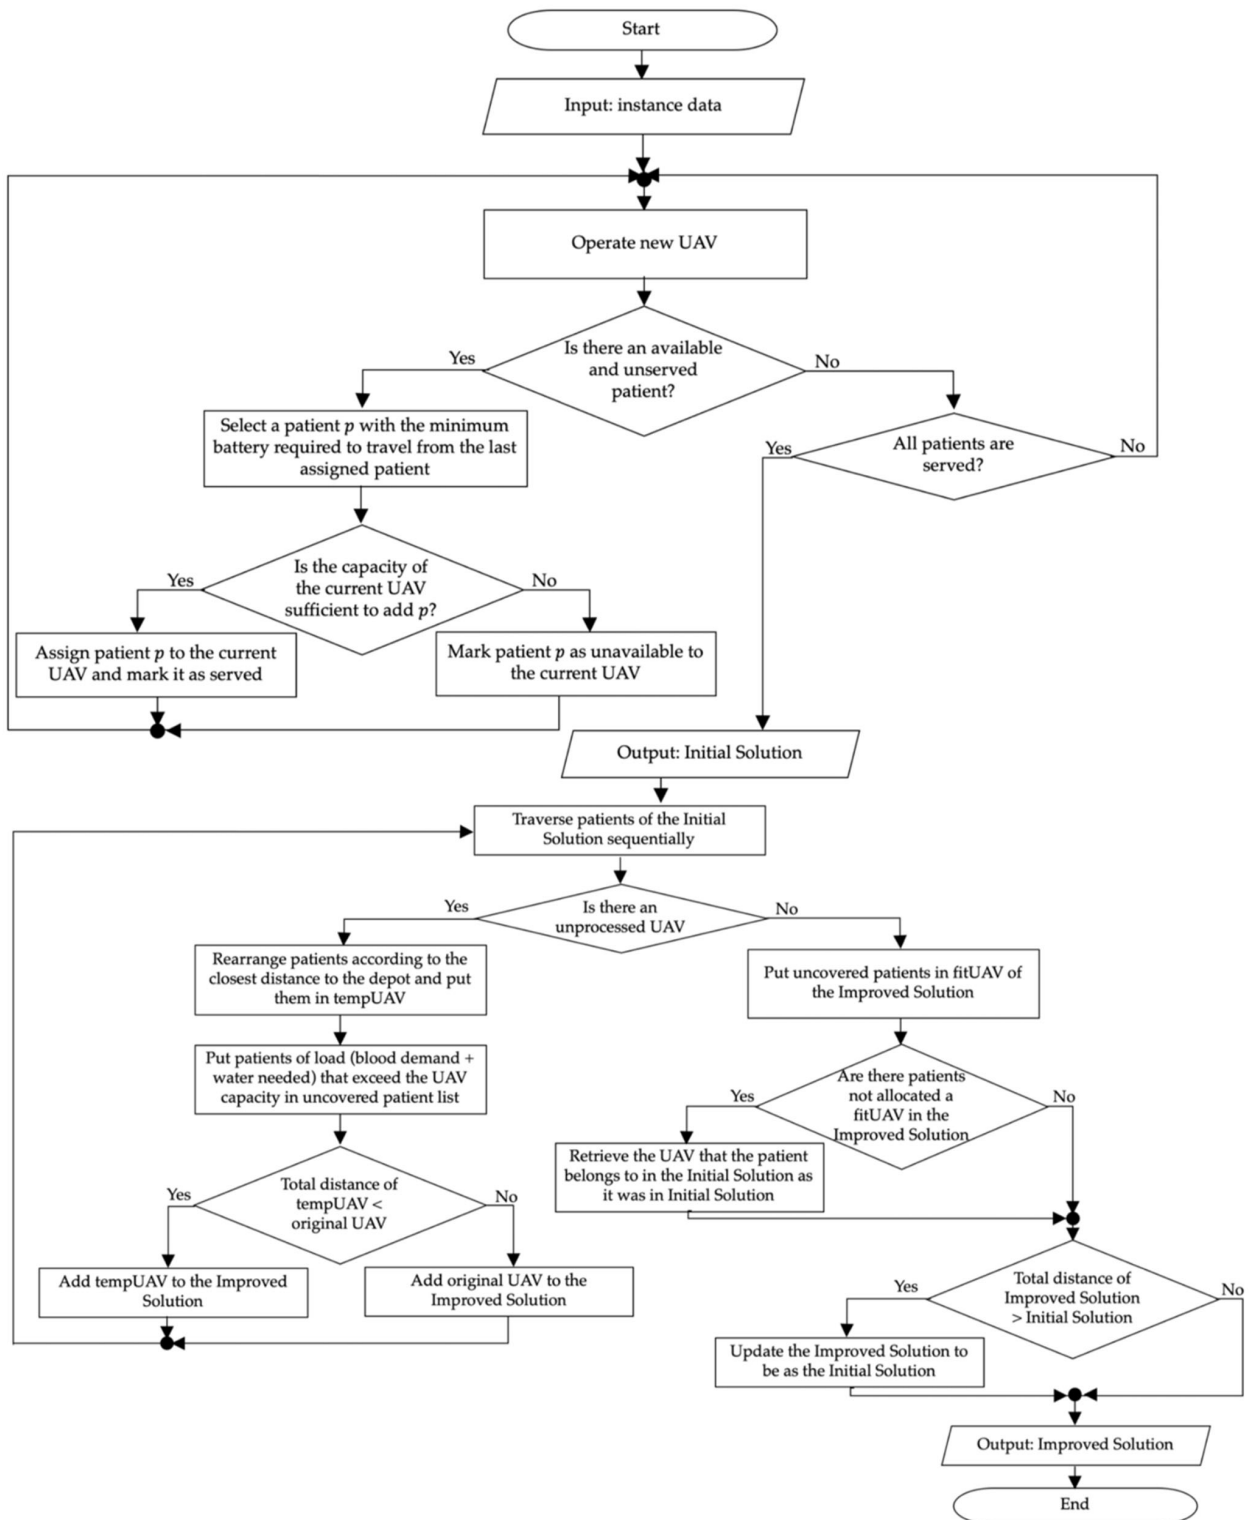 Start
Input: instance data
Operate new UAV
Is there an available
and unserved
patient?
Yes
No
Select a patient p with the minimum
battery required to travel from the last
assigned patient
All patients are
served?
Yes
No
Is the capacity of
the current UAV
sufficient to add p?
Yes
No
Assign patient p to the current
UAV and mark it as served
Mark patient p as unavailable to
the current UAV
Output: Initial Solution
Traverse patients of the Initial
Solution sequentially
Is there an
unprocessed UAV
Yes
No
Rearrange patients according to the
closest distance to the depot and put
them in tempUAV
Put uncovered patients in fitUAV of
the Improved Solution
Put patients of load (blood demand +
water needed) that exceed the UAV
capacity in uncovered patient list
Are there patients
not allocated a
fitUAV in the
Improved Solution
Yes
No
Retrieve the UAV that the patient
belongs to in the Initial Solution as
it was in Initial Solution
Total distance of
tempUAV <
original UAV
Yes
No
Add tempUAV to the Improved
Solution
Add original UAV to the
Improved Solution
Total distance of
Improved Solution
> Initial Solution
Yes
No
Update the Improved Solution to
be as the Initial Solution
Output: Improved Solution
End